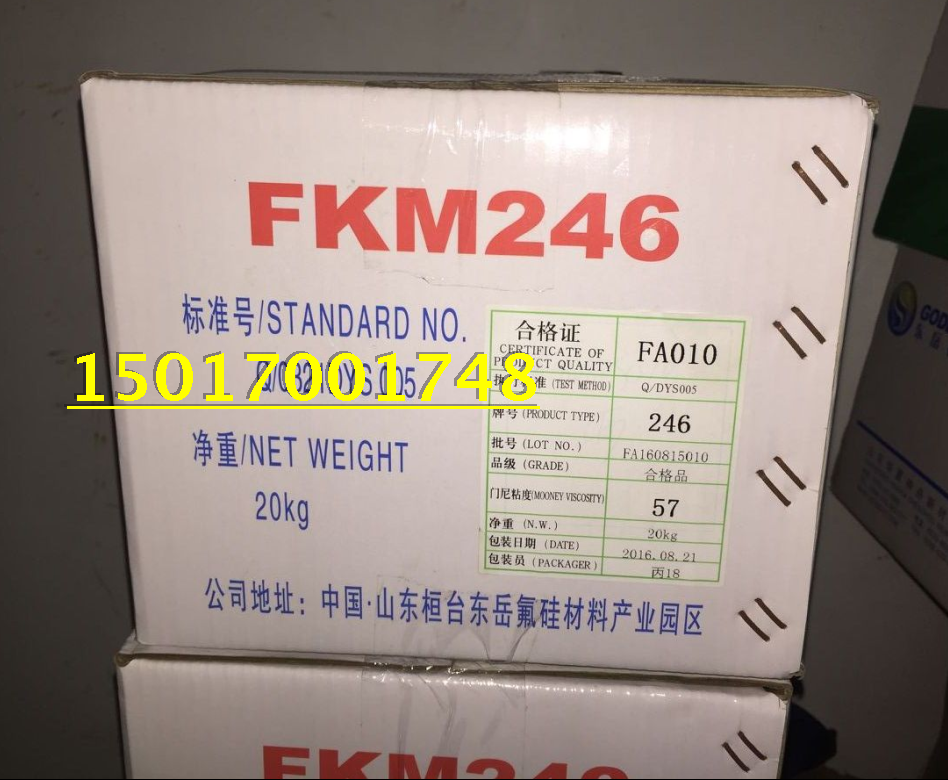 FKM246
标准号/STANDARD NO.
15017001748
净重/NET WEIGHT
20kg
公司地址：中国·山东桓台东岳氟硅材料产业园区
合格证
CERTIFICATE OF
PRODUCT QUALITY
FA010
(TEST METHOD) Q/DYS005
牌号 (PRODUCT TYPE) 246
批号 (LOT NO.) FA160815010
品级 (GRADE) 合格品
门尼粘度(MOONEY VISCOSITY) 57
净重 (N.W.) 20kg
包装日期 (DATE) 2016.08.21
包装员 (PACKAGER) 丙18
GOD
FKM246